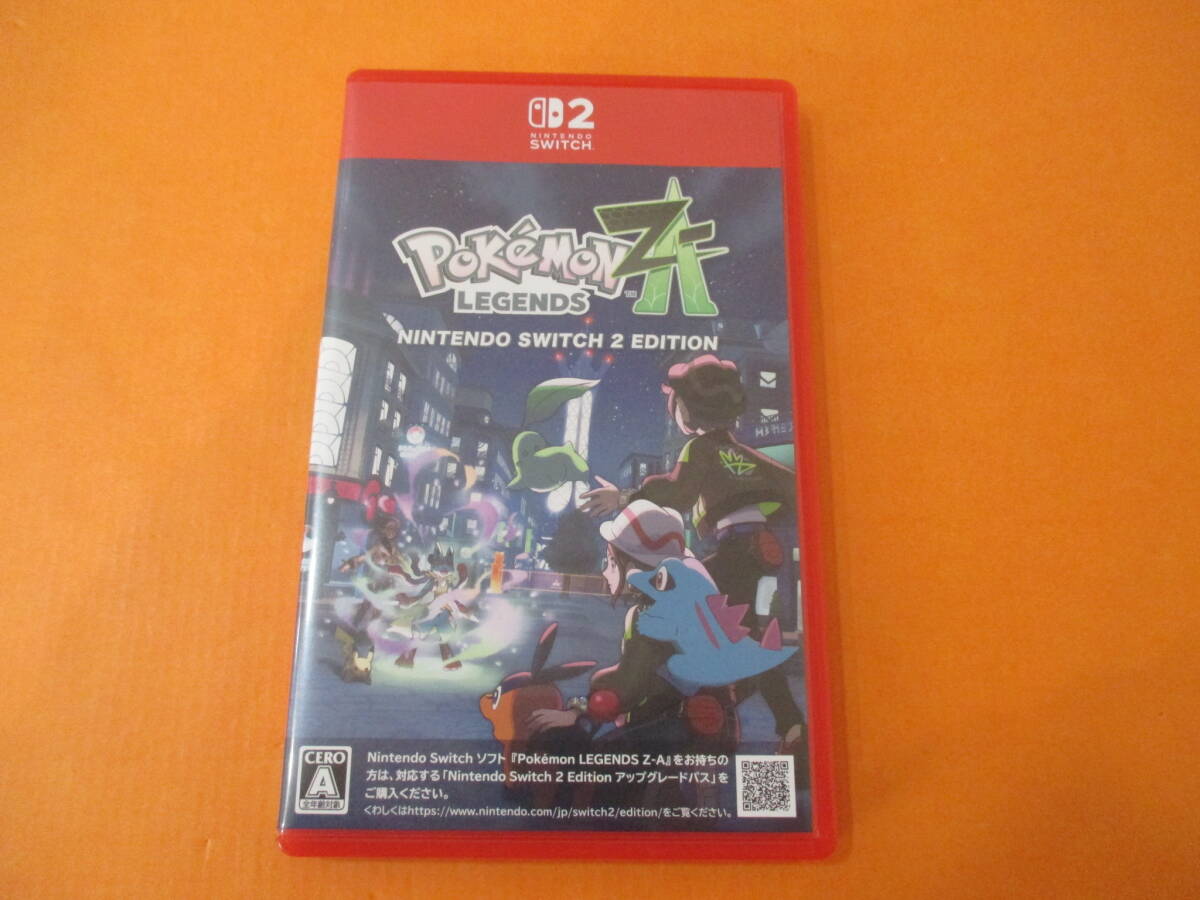 2
NINTENDO
SWITCH
POKéMON
LEGENDS
Z-A
TM
NINTENDO SWITCH 2 EDITION
CERO
A
全年齢対象
Nintendo Switch ソフト『Pokémon LEGENDS Z-A』をお持ちの
方は、対応する「Nintendo Switch 2 Edition アップグレードパス」を
ご購入ください。
くわしくはhttps://www.nintendo.com/jp/switch2/edition/をご覧ください。